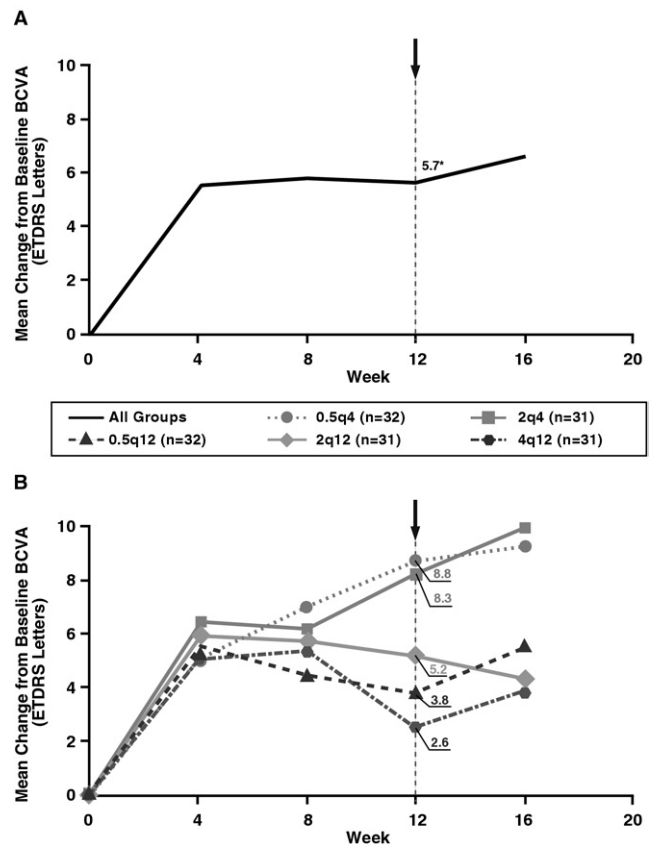 A
Mean Change from Baseline BCVA
(ETDRS Letters)
10
8
6
4
2
0
5.7*
0 4 8 12 16 20
Week
All Groups 0.5q4 (n=32) 2q4 (n=31)
0.5q12 (n=32) 2q12 (n=31) 4q12 (n=31)
B
Mean Change from Baseline BCVA
(ETDRS Letters)
10
8
6
4
2
0
8.8
8.3
5.2
3.8
2.6
0 4 8 12 16 20
Week